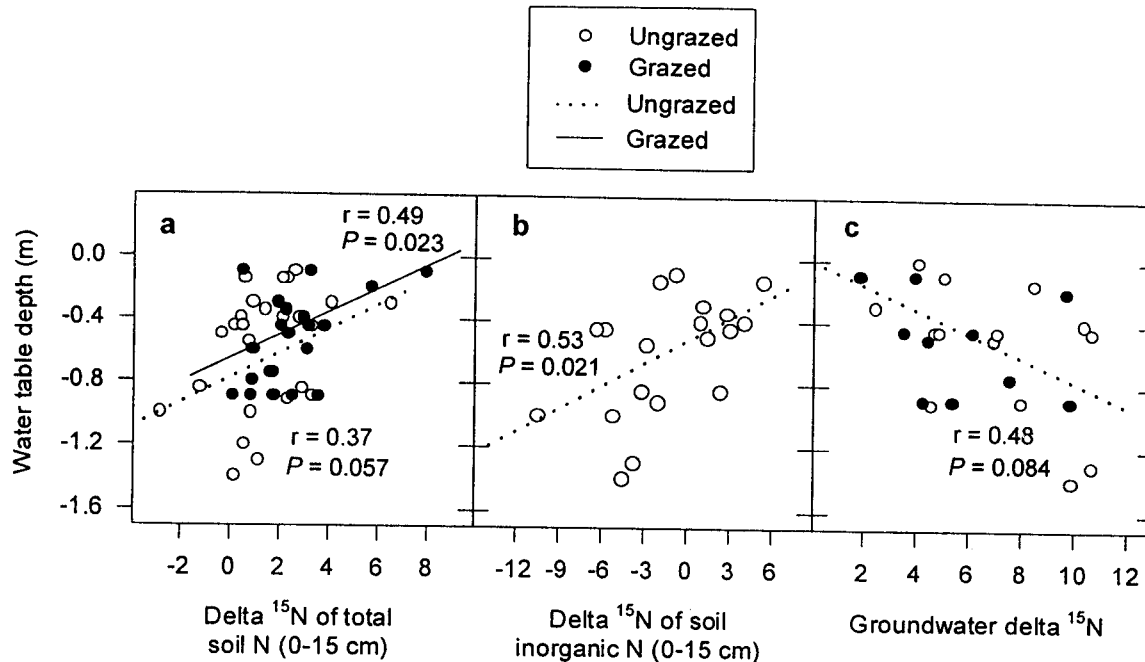 Ungrazed
Grazed
Ungrazed
Grazed
Water table depth (m)
0.0
-0.4
-0.8
-1.2
-1.6
a
r = 0.49
P = 0.023
r = 0.37
P = 0.057
-2 0 2 4 6 8
Delta 15N of total
soil N (0-15 cm)
b
r = 0.53
P = 0.021
-12 -9 -6 -3 0 3 6
Delta 15N of soil
inorganic N (0-15 cm)
c
r = 0.48
P = 0.084
2 4 6 8 10 12
Groundwater delta 15N